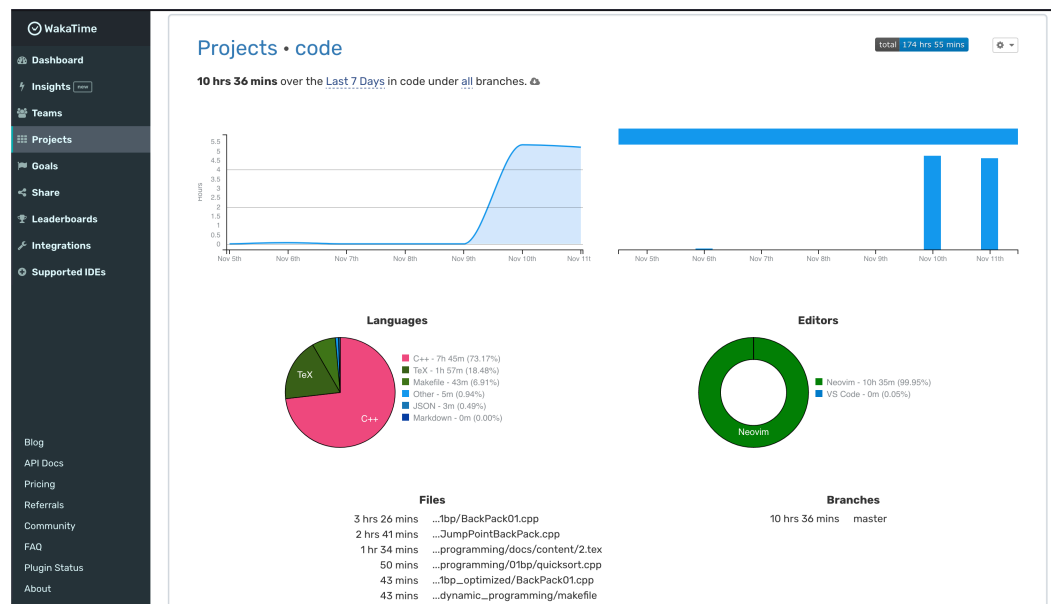 WakaTime
Dashboard
Insights new
Teams
Projects
Goals
Share
Leaderboards
Integrations
Supported IDEs
Blog
API Docs
Pricing
Referrals
Community
FAQ
Plugin Status
About
Projects • code
total 174 hrs 55 mins
10 hrs 36 mins over the Last 7 Days in code under all branches.
Hours
5.5
5
4.5
4
3.5
3
2.5
2
1.5
1
0.5
0
Nov 5th Nov 6th Nov 7th Nov 8th Nov 9th Nov 10th Nov 11t
Nov 5th Nov 6th Nov 7th Nov 8th Nov 9th Nov 10th Nov 11th
Languages
TeX
C++
C++ - 7h 45m (73.17%)
TeX - 1h 57m (18.48%)
Makefile - 43m (6.91%)
Other - 5m (0.94%)
JSON - 3m (0.49%)
Markdown - 0m (0.00%)
Editors
Neovim
Neovim - 10h 35m (99.95%)
VS Code - 0m (0.05%)
Files
3 hrs 26 mins ...1bp/BackPack01.cpp
2 hrs 41 mins ...JumpPointBackPack.cpp
1 hr 34 mins ...programming/docs/content/2.tex
50 mins ...programming/01bp/quicksort.cpp
43 mins ...1bp_optimized/BackPack01.cpp
43 mins ...dynamic_programming/makefile
Branches
10 hrs 36 mins master